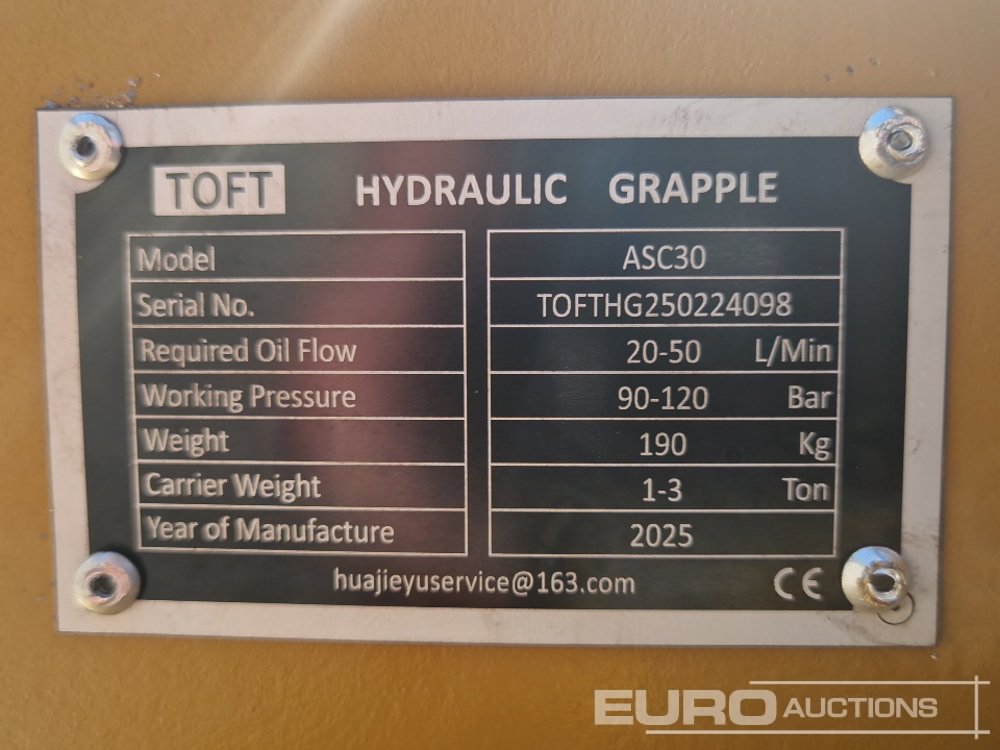 TOFT HYDRAULIC GRAPPLE
Model ASC30
Serial No. TOFTHG250224098
Required Oil Flow 20-50 L/Min
Working Pressure 90-120 Bar
Weight 190 Kg
Carrier Weight 1-3 Ton
Year of Manufacture 2025
huajieyuservice@163.com CE
EURO AUCTIONS